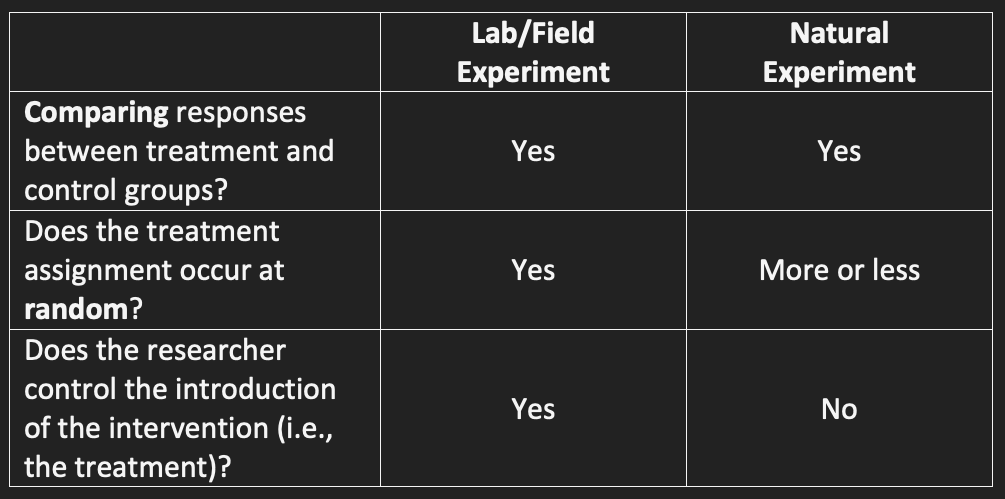 Lab/Field
Experiment
Natural
Experiment
Comparing responses
between treatment and
control groups?
Yes
Yes
Does the treatment
assignment occur at
random?
Yes
More or less
Does the researcher
control the introduction
of the intervention (i.e.,
the treatment)?
Yes
No